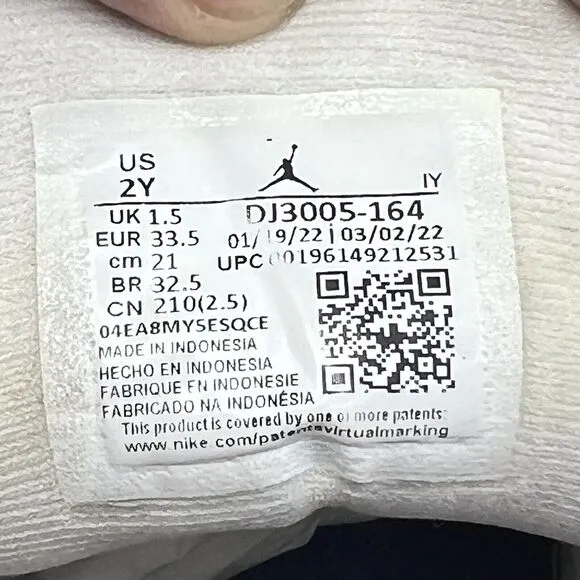 US
2Y
IY
UK 1.5 DJ3005-164
EUR 33.5 01/19/22 | 03/02/22
cm 21 UPC 00196149212531
BR 32.5
CN 210(2.5)
04EA8MY5ESQCE
MADE IN INDONESIA
HECHO EN INDONESIA
FABRIQUE EN INDONESIE
FABRICADO NA INDONÉSIA
This product is covered by one or more patents:
www.nike com/patentsvirtualmarking